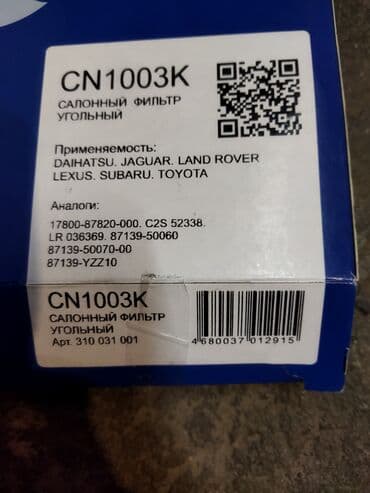 CN1003K
САЛОННЫЙ ФИЛЬТР
УГОЛЬНЫЙ
Применяемость:
DAIHATSU. JAGUAR. LAND ROVER
LEXUS. SUBARU. TOYOTA
Аналоги:
17800-87820-000. C2S 52338.
LR 036369. 87139-50060
87139-50070-00
87139-YZZ10
CN1003K
САЛОННЫЙ ФИЛЬТР
УГОЛЬНЫЙ
Арт. 310 031 001
4 680037 012915